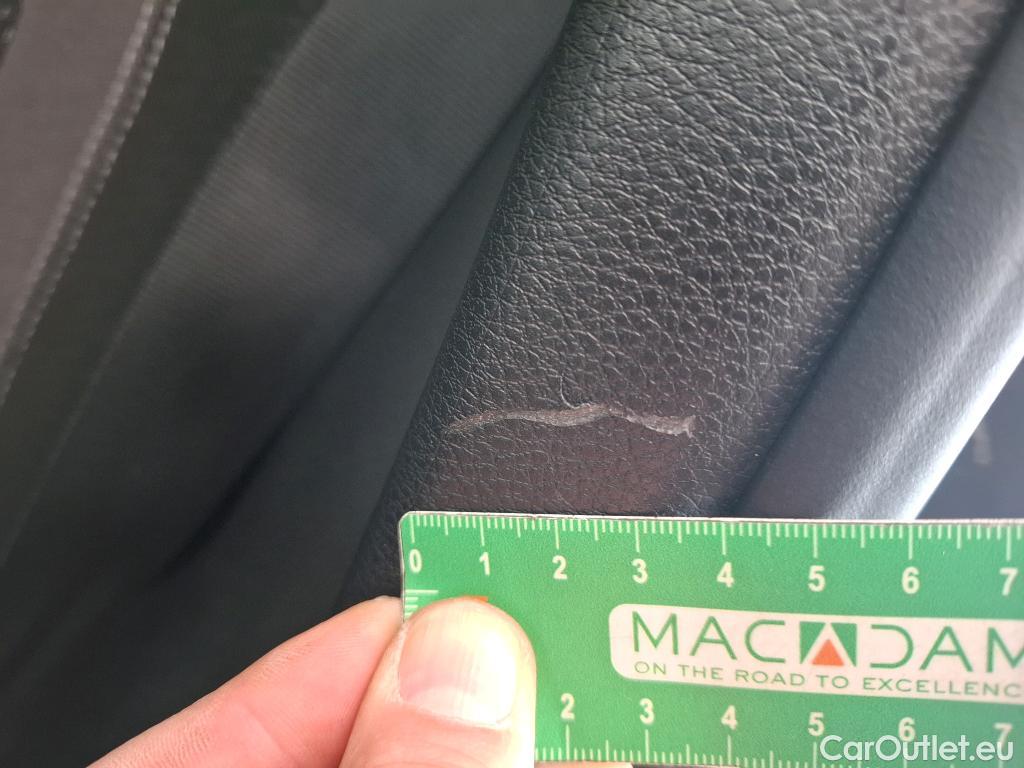 0 1 2 3 4 5 6 7
MACADAM
ON THE ROAD TO EXCELLENC
2 3 4 5 6 7
CarOutlet.eu